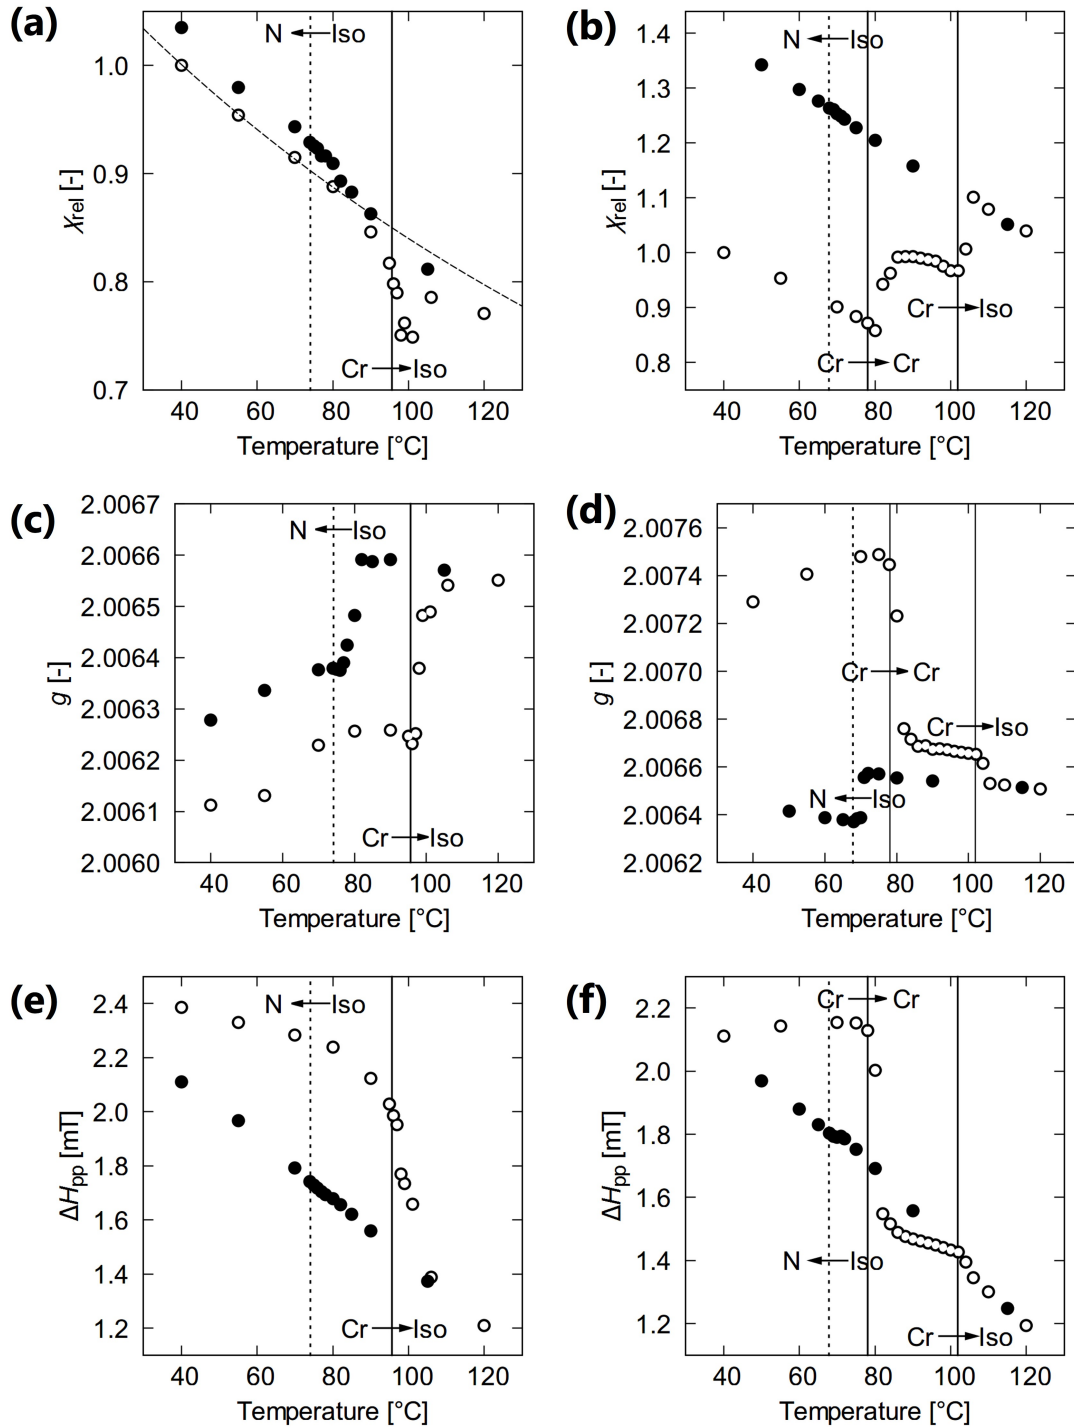 (a)
N ← Iso
1.0
0.9
0.8
0.7
χrel [-]
Cr → Iso
40 60 80 100 120
Temperature [°C]
(b)
N ← Iso
1.4
1.3
1.2
1.1
1.0
0.9
0.8
χrel [-]
Cr → Iso
Cr → Cr
40 60 80 100 120
Temperature [°C]
(c)
2.0067
2.0066
2.0065
2.0064
2.0063
2.0062
2.0061
2.0060
g [-]
N ← Iso
Cr → Iso
40 60 80 100 120
Temperature [°C]
(d)
2.0076
2.0074
2.0072
2.0070
2.0068
2.0066
2.0064
2.0062
g [-]
Cr → Cr
Cr → Iso
N ← Iso
40 60 80 100 120
Temperature [°C]
(e)
2.4
2.2
2.0
1.8
1.6
1.4
1.2
ΔHpp [mT]
N ← Iso
Cr → Iso
40 60 80 100 120
Temperature [°C]
(f)
2.2
2.0
1.8
1.6
1.4
1.2
ΔHpp [mT]
Cr → Cr
N ← Iso
Cr → Iso
40 60 80 100 120
Temperature [°C]